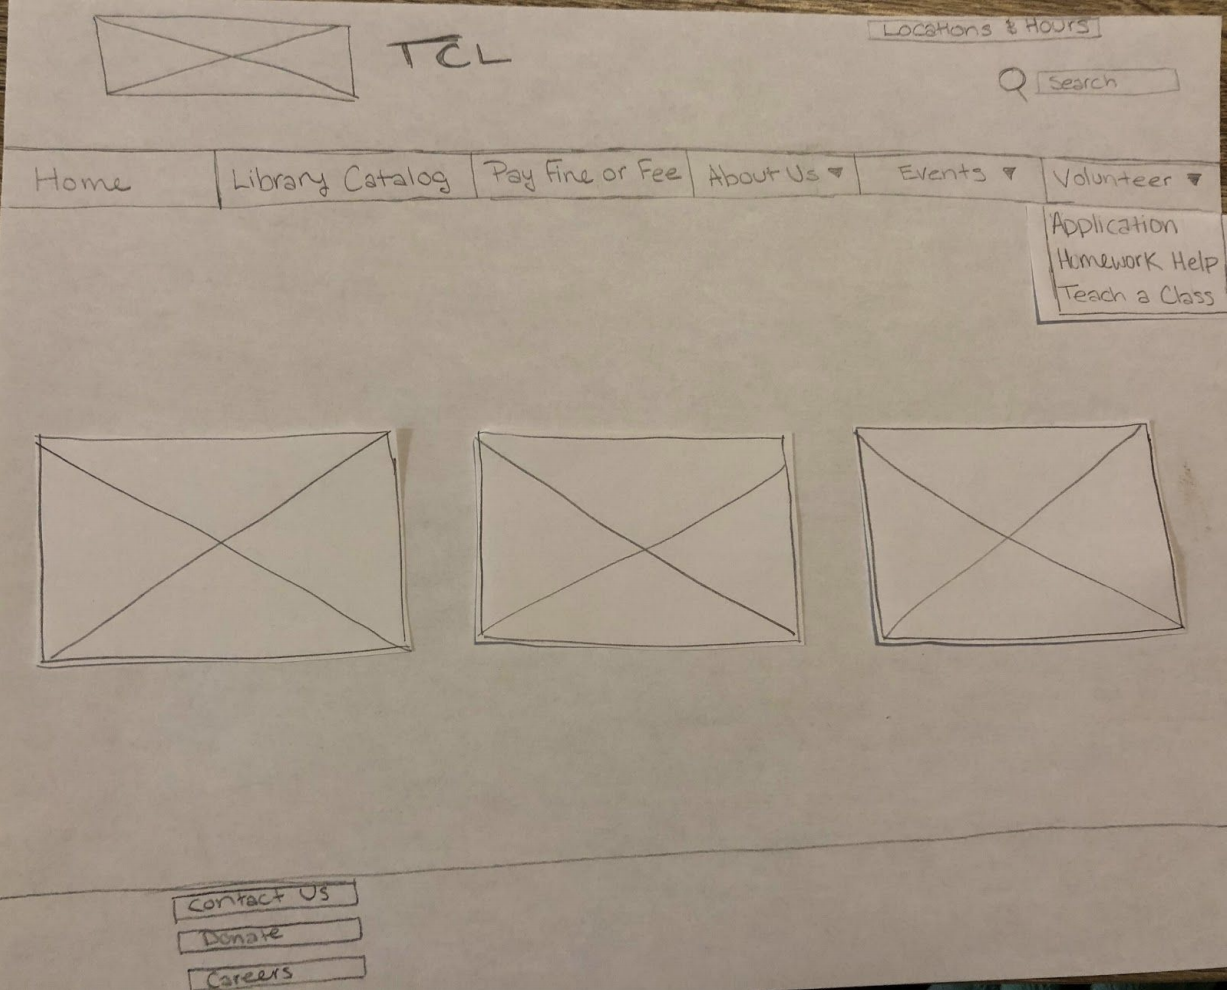 TCL
Locations & Hours
Search
Home
Library Catalog
Pay Fine or Fee
About Us ▼
Events ▼
Volunteer ▼
Application
Homework Help
Teach a Class
Contact Us
Donate
Careers